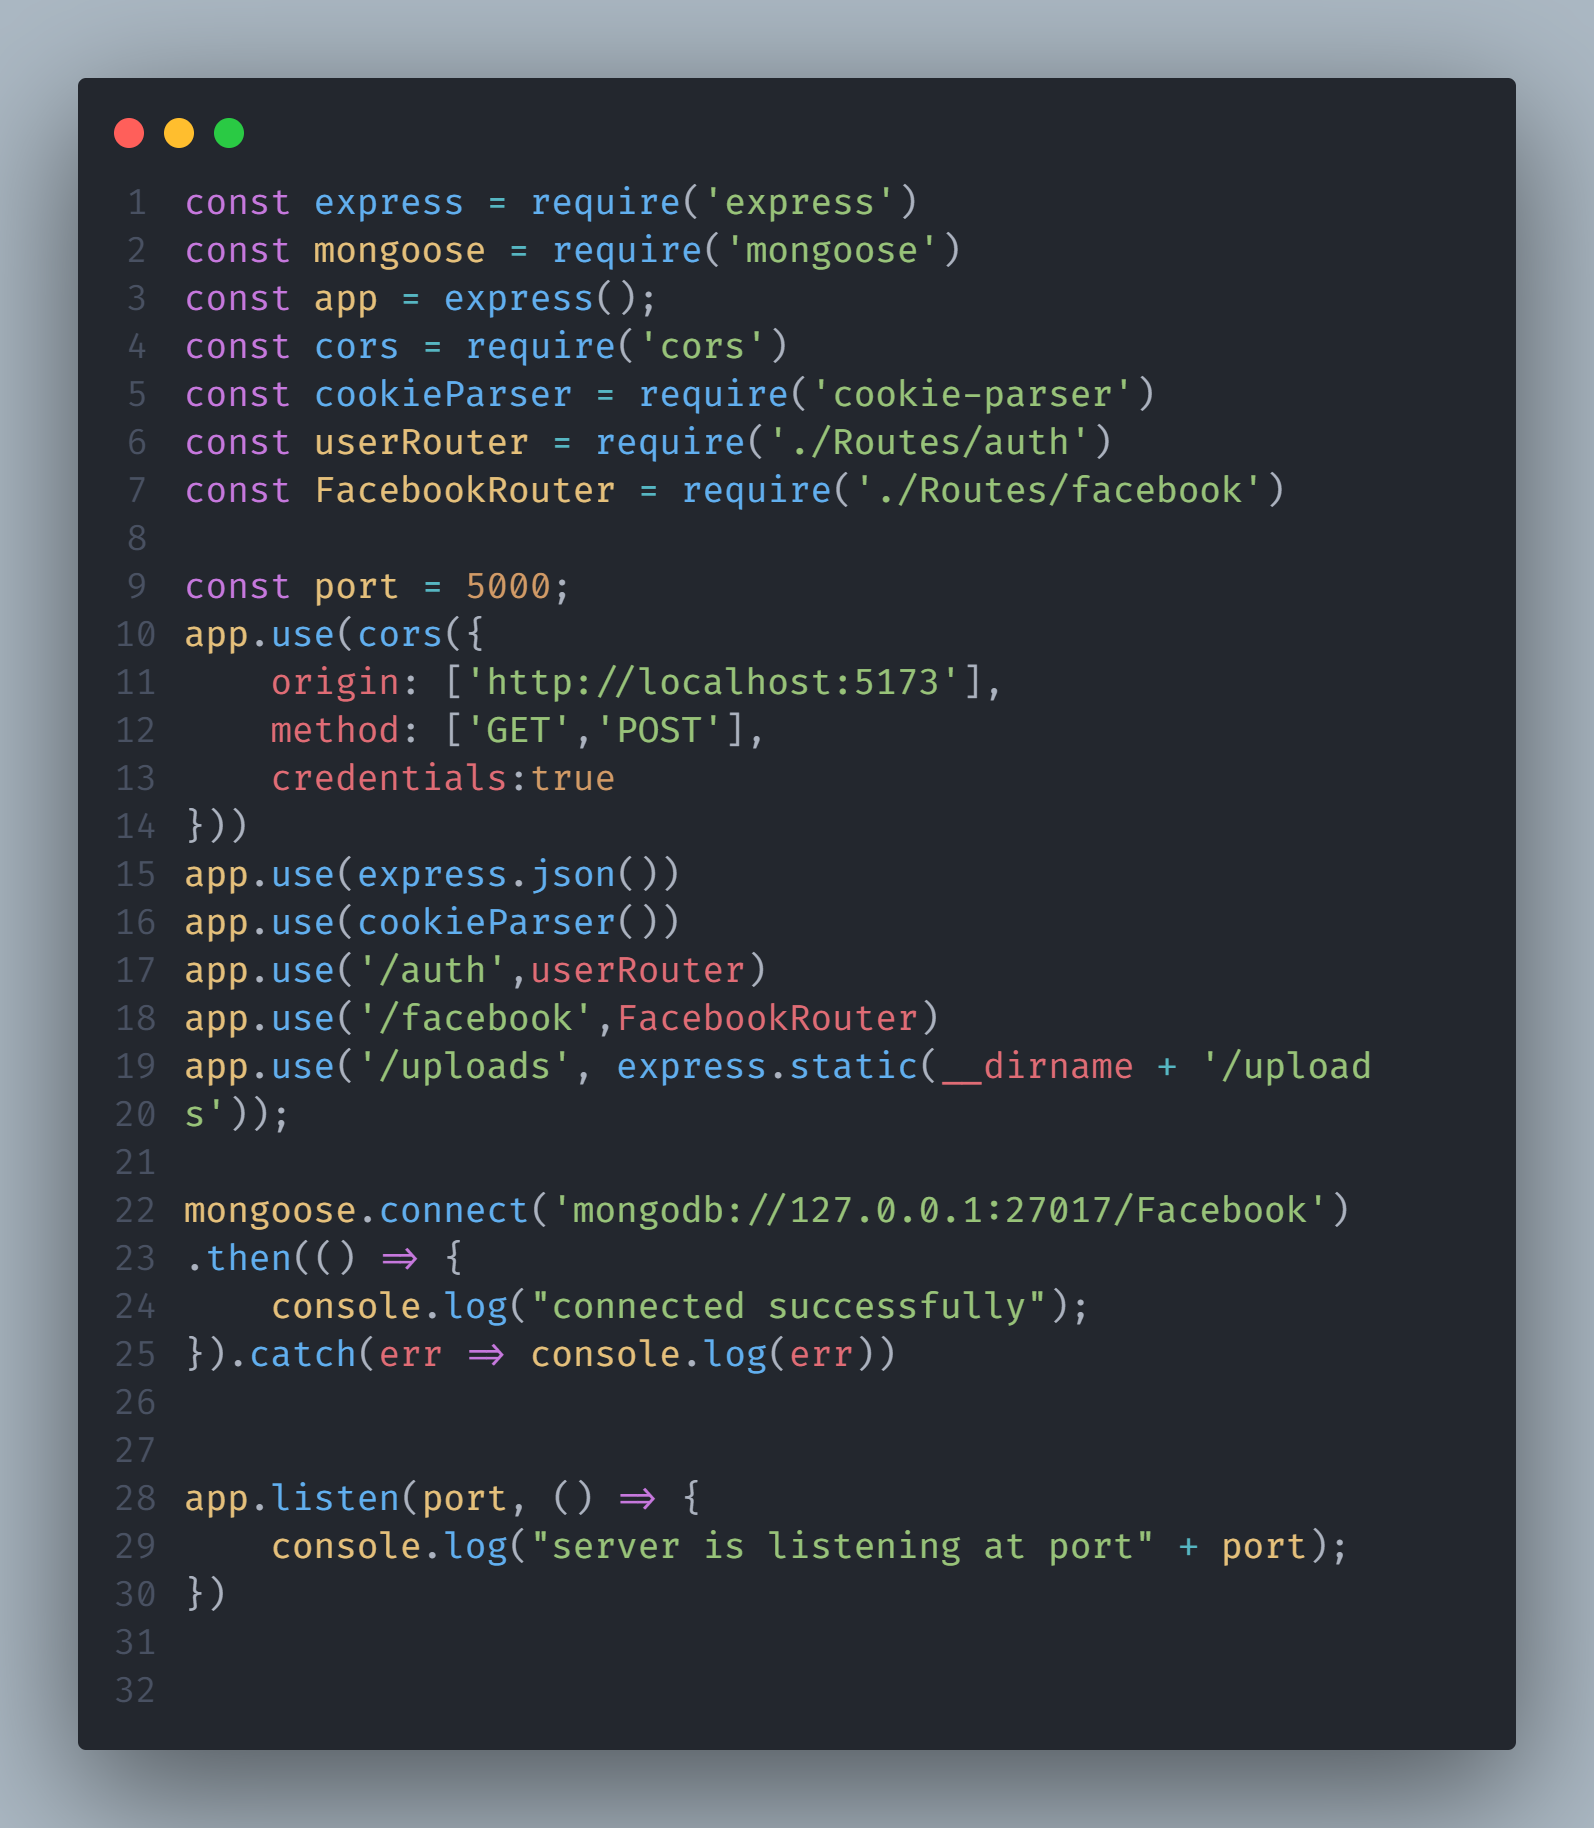 1 const express = require('express')
2 const mongoose = require('mongoose')
3 const app = express();
4 const cors = require('cors')
5 const cookieParser = require('cookie-parser')
6 const userRouter = require('./Routes/auth')
7 const FacebookRouter = require('./Routes/facebook')
8
9 const port = 5000;
10 app.use(cors({
11     origin: ['http://localhost:5173'],
12     method: ['GET','POST'],
13     credentials:true
14 }))
15 app.use(express.json())
16 app.use(cookieParser())
17 app.use('/auth',userRouter)
18 app.use('/facebook',FacebookRouter)
19 app.use('/uploads', express.static(__dirname + '/upload
20 s'));
21
22 mongoose.connect('mongodb://127.0.0.1:27017/Facebook')
23 .then(() => {
24     console.log("connected successfully");
25 }).catch(err => console.log(err))
26
27
28 app.listen(port, () => {
29     console.log("server is listening at port" + port);
30 })
31
32